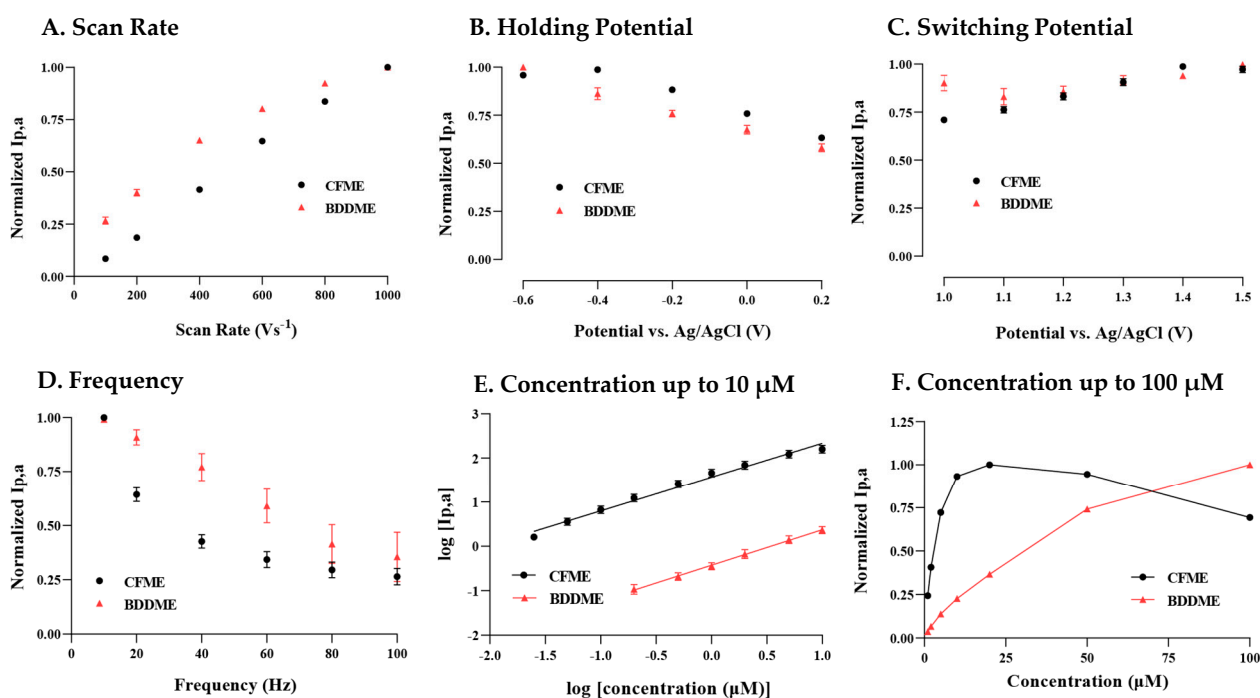 A. Scan Rate
Normalized Ip,a
1.00
0.75
0.50
0.25
0.00
CFME
BDDME
0 200 400 600 800 1000
Scan Rate (Vs⁻¹)
B. Holding Potential
Normalized Ip,a
1.00
0.75
0.50
0.25
0.00
CFME
BDDME
-0.6 -0.4 -0.2 0.0 0.2
Potential vs. Ag/AgCl (V)
C. Switching Potential
Normalized Ip,a
1.00
0.75
0.50
0.25
0.00
CFME
BDDME
1.0 1.1 1.2 1.3 1.4 1.5
Potential vs. Ag/AgCl (V)
D. Frequency
Normalized Ip,a
1.00
0.75
0.50
0.25
0.00
CFME
BDDME
0 20 40 60 80 100
Frequency (Hz)
E. Concentration up to 10 µM
log [Ip,a]
3
2
1
0
-1
-2
CFME
BDDME
-2.0 -1.5 -1.0 -0.5 0.0 0.5 1.0
log [concentration (µM)]
F. Concentration up to 100 µM
Normalized Ip,a
1.25
1.00
0.75
0.50
0.25
0.00
CFME
BDDME
0 25 50 75 100
Concentration (µM)